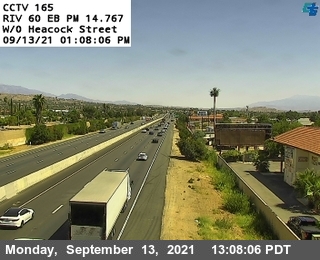 CCTV 165
RIV 60 EB PM 14.767
W/O Heacock Street
09/13/21 01:08:06 PM
Monday, September 13, 2021 13:08:06 PDT